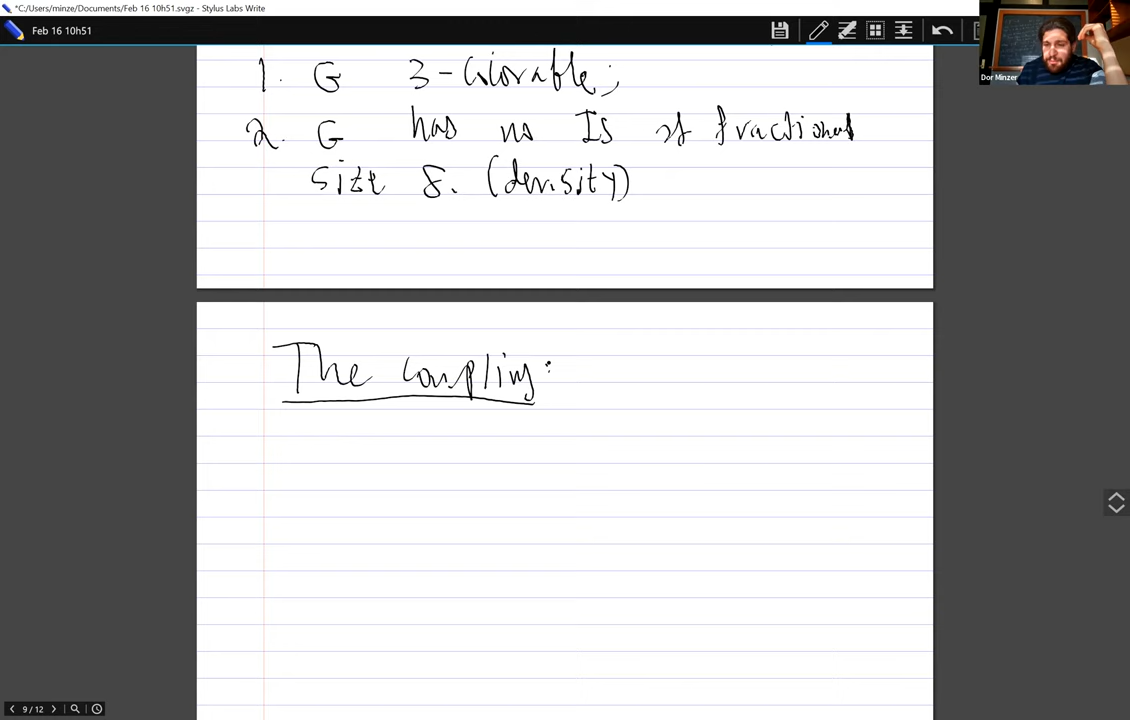 *C:/Users/minze/Documents/Feb 16 10h51.svgz - Stylus Labs Write
Feb 16 10h51
Dor Minzer
1. G 3-Colorable;
2. G has no Is of fractional
size δ. (density)
The coupling:
9 / 12